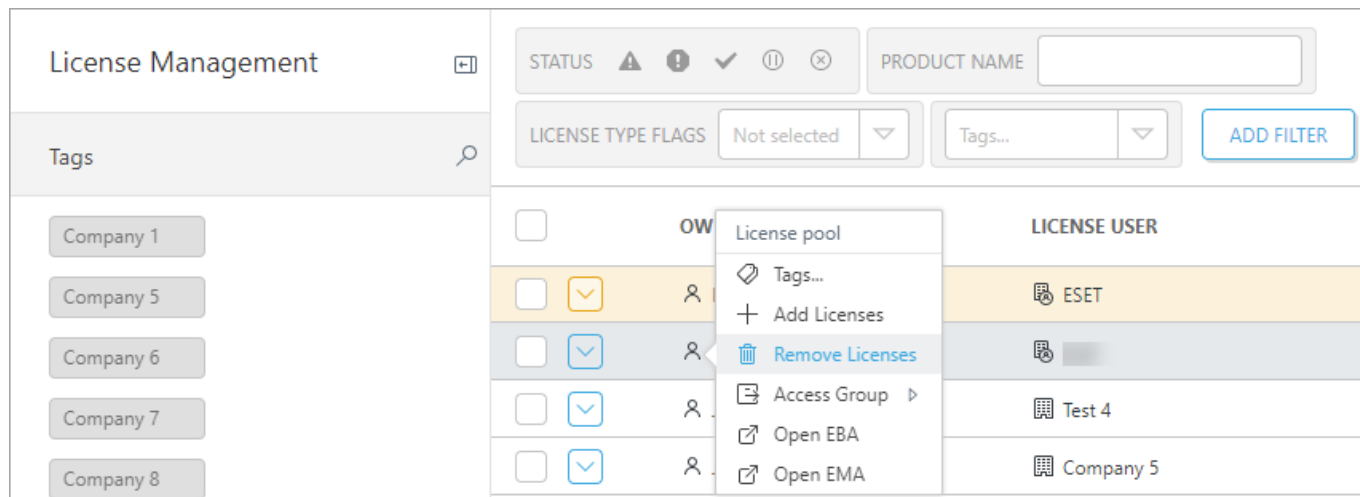 License Management
STATUS
PRODUCT NAME
LICENSE TYPE FLAGS
Not selected
Tags...
ADD FILTER
Tags
Company 1
Company 5
Company 6
Company 7
Company 8
OW
LICENSE USER
License pool
Tags...
Add Licenses
Remove Licenses
Access Group
Open EBA
Open EMA
ESET
Test 4
Company 5